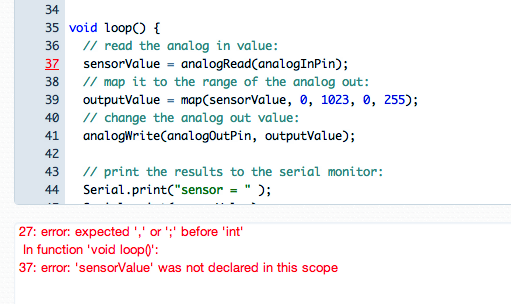 34
35 void loop() {
36 // read the analog in value:
37 sensorValue = analogRead(analogInPin);
38 // map it to the range of the analog out:
39 outputValue = map(sensorValue, 0, 1023, 0, 255);
40 // change the analog out value:
41 analogWrite(analogOutPin, outputValue);
42
43 // print the results to the serial monitor:
44 Serial.print("sensor = " );
27: error: expected ',' or ';' before 'int'
In function 'void loop()':
37: error: 'sensorValue' was not declared in this scope